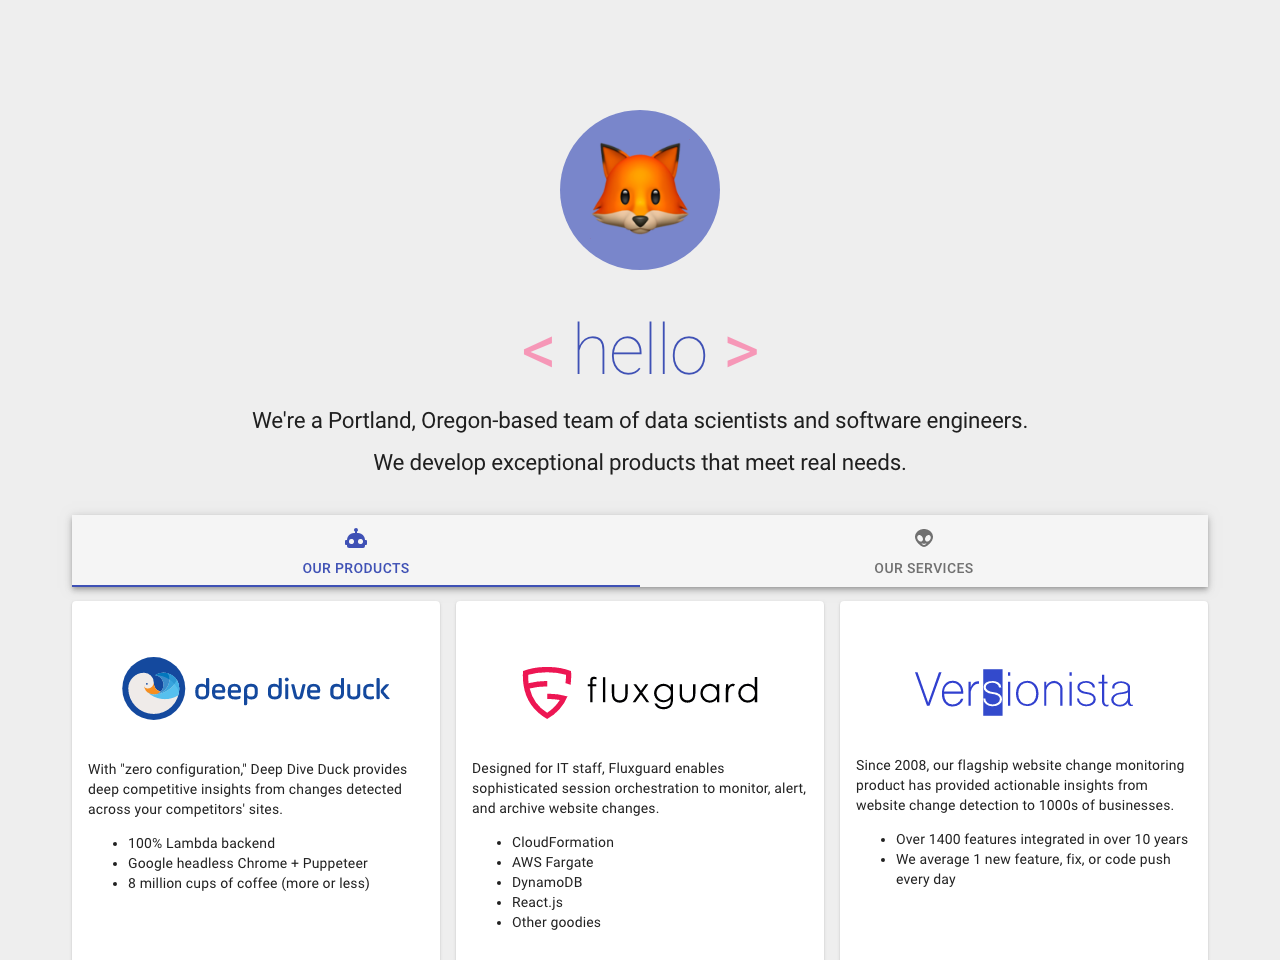 < hello >
We're a Portland, Oregon-based team of data scientists and software engineers.
We develop exceptional products that meet real needs.
OUR PRODUCTS
OUR SERVICES
deep dive duck
With "zero configuration," Deep Dive Duck provides
deep competitive insights from changes detected
across your competitors' sites.
• 100% Lambda backend
• Google headless Chrome + Puppeteer
• 8 million cups of coffee (more or less)
fluxguard
Designed for IT staff, Fluxguard enables
sophisticated session orchestration to monitor, alert,
and archive website changes.
• CloudFormation
• AWS Fargate
• DynamoDB
• React.js
• Other goodies
Versionista
Since 2008, our flagship website change monitoring
product has provided actionable insights from
website change detection to 1000s of businesses.
• Over 1400 features integrated in over 10 years
• We average 1 new feature, fix, or code push
every day